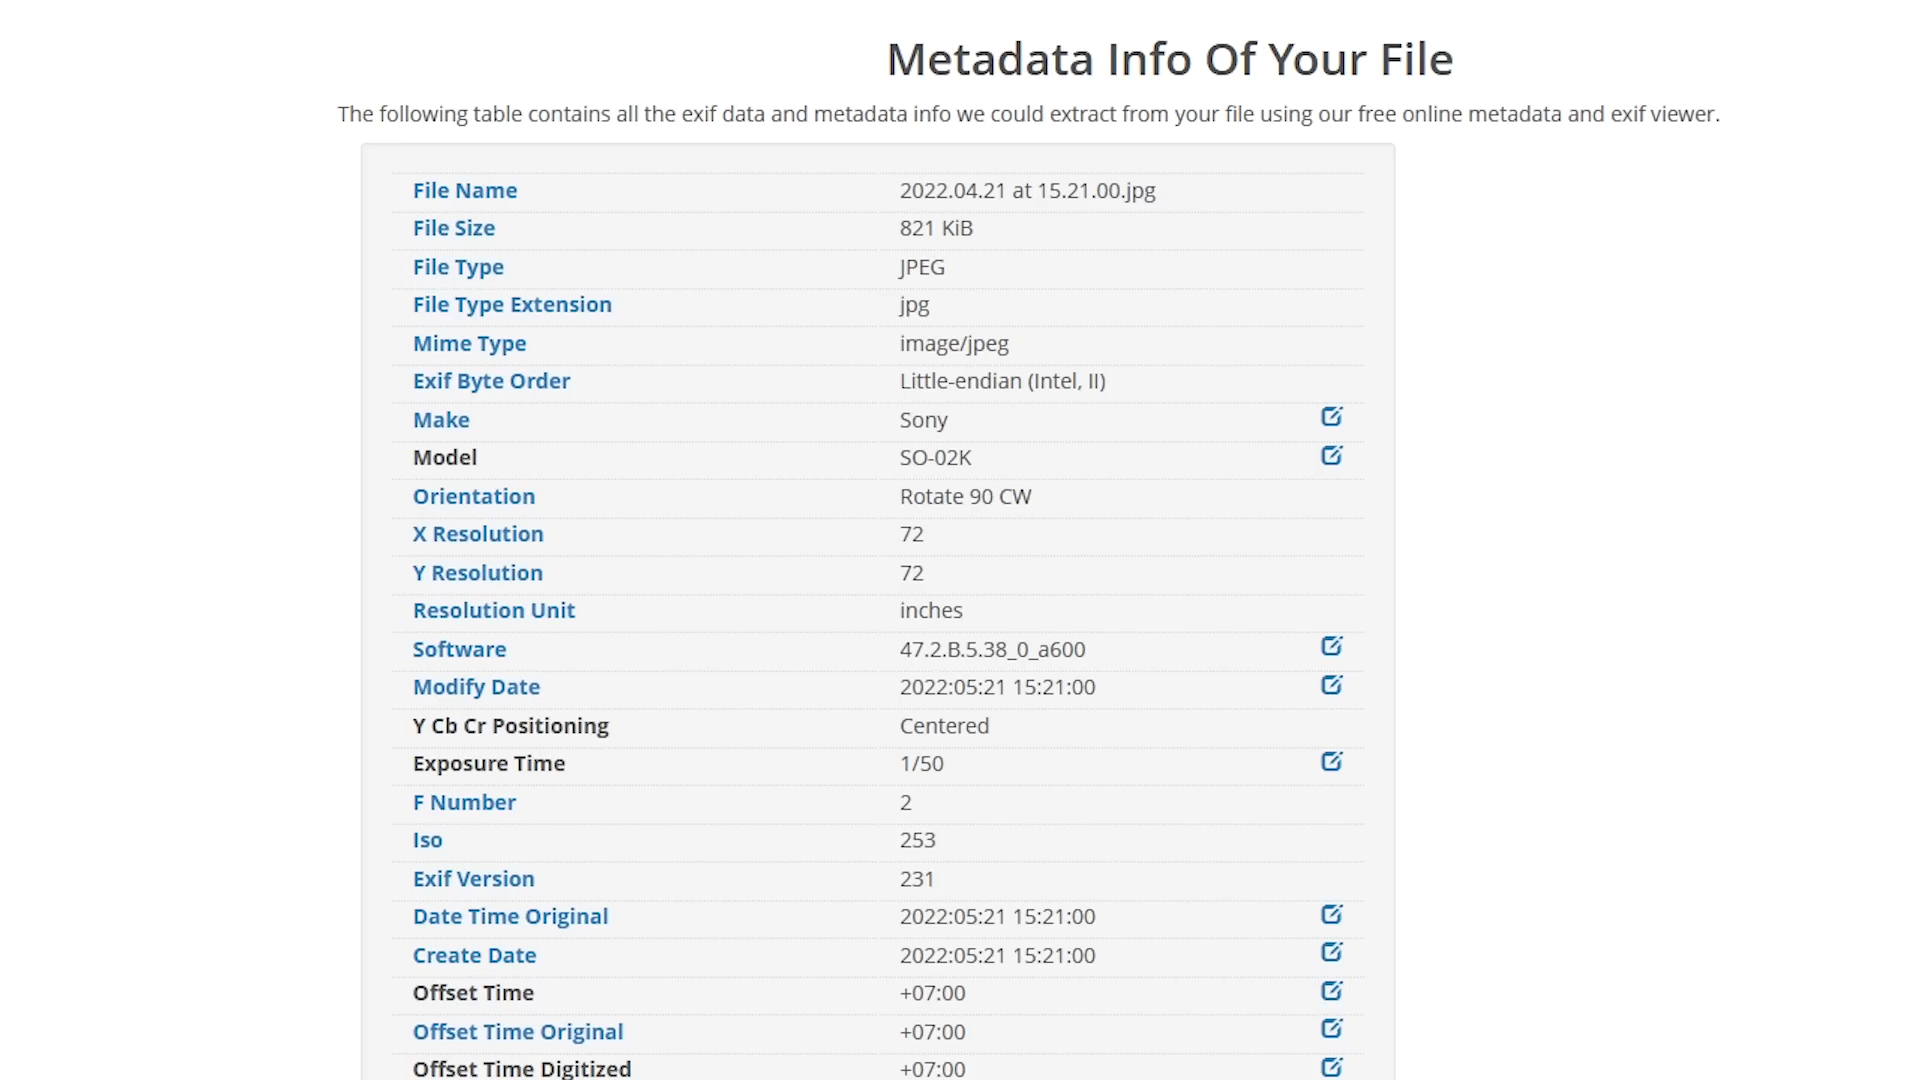 Metadata Info Of Your File
The following table contains all the exif data and metadata info we could extract from your file using our free online metadata and exif viewer.
File Name 2022.04.21 at 15.21.00.jpg
File Size 821 KiB
File Type JPEG
File Type Extension jpg
Mime Type image/jpeg
Exif Byte Order Little-endian (Intel, II)
Make Sony
Model SO-02K
Orientation Rotate 90 CW
X Resolution 72
Y Resolution 72
Resolution Unit inches
Software 47.2.B.5.38_0_a600
Modify Date 2022:05:21 15:21:00
Y Cb Cr Positioning Centered
Exposure Time 1/50
F Number 2
Iso 253
Exif Version 231
Date Time Original 2022:05:21 15:21:00
Create Date 2022:05:21 15:21:00
Offset Time +07:00
Offset Time Original +07:00
Offset Time Digitized +07:00